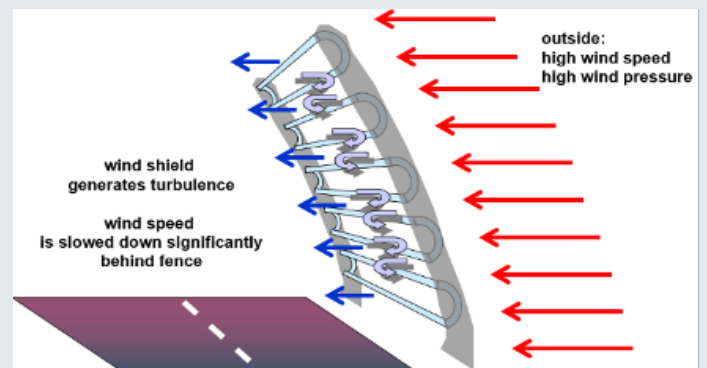 outside:
high wind speed
high wind pressure
wind shield
generates turbulence
wind speed
is slowed down significantly
behind fence